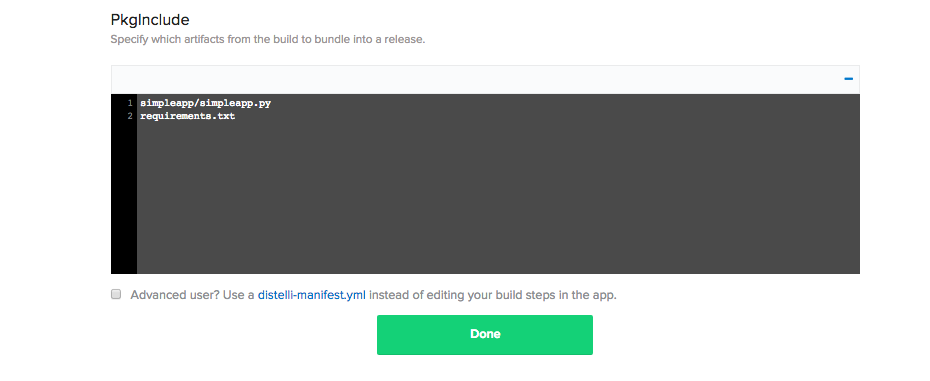 PkgInclude
Specify which artifacts from the build to bundle into a release.
1 simpleapp/simpleapp.py
2 requirements.txt
Advanced user? Use a distelli-manifest.yml instead of editing your build steps in the app.
Done